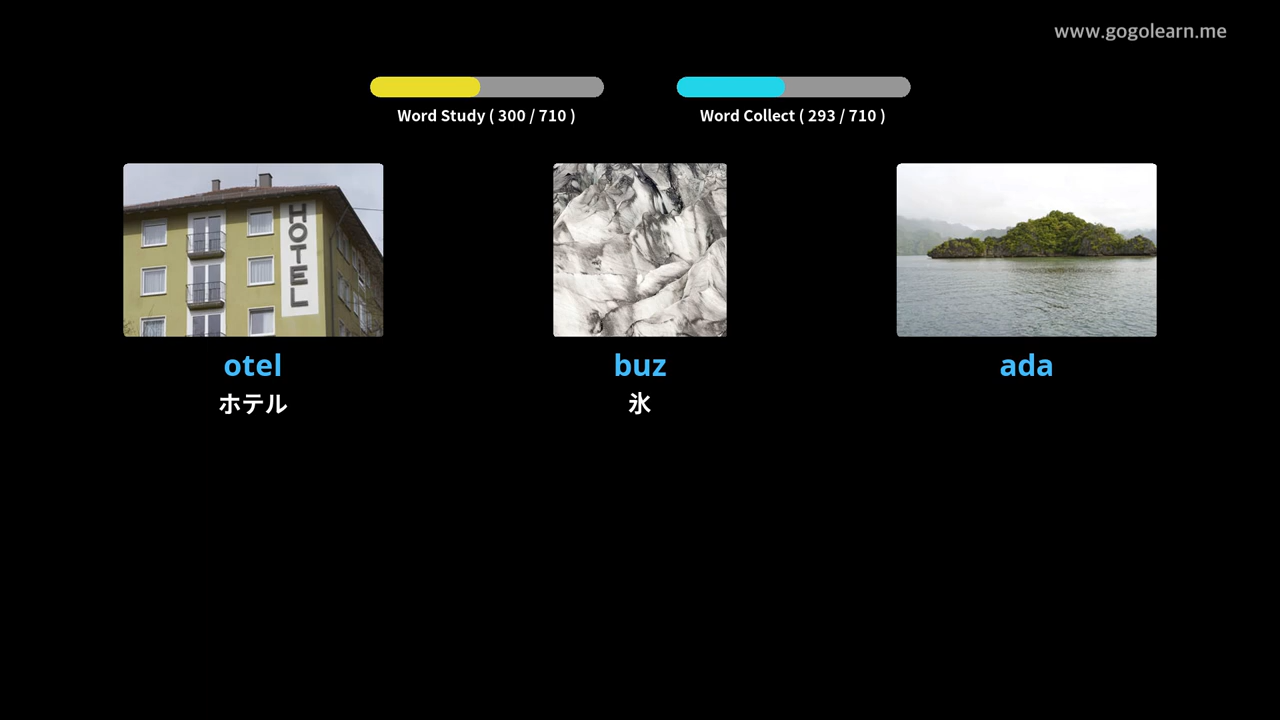 www.gogolearn.me
Word Study ( 300 / 710 )
Word Collect ( 293 / 710 )
HOTEL
otel
buz
ada
ホテル
氷